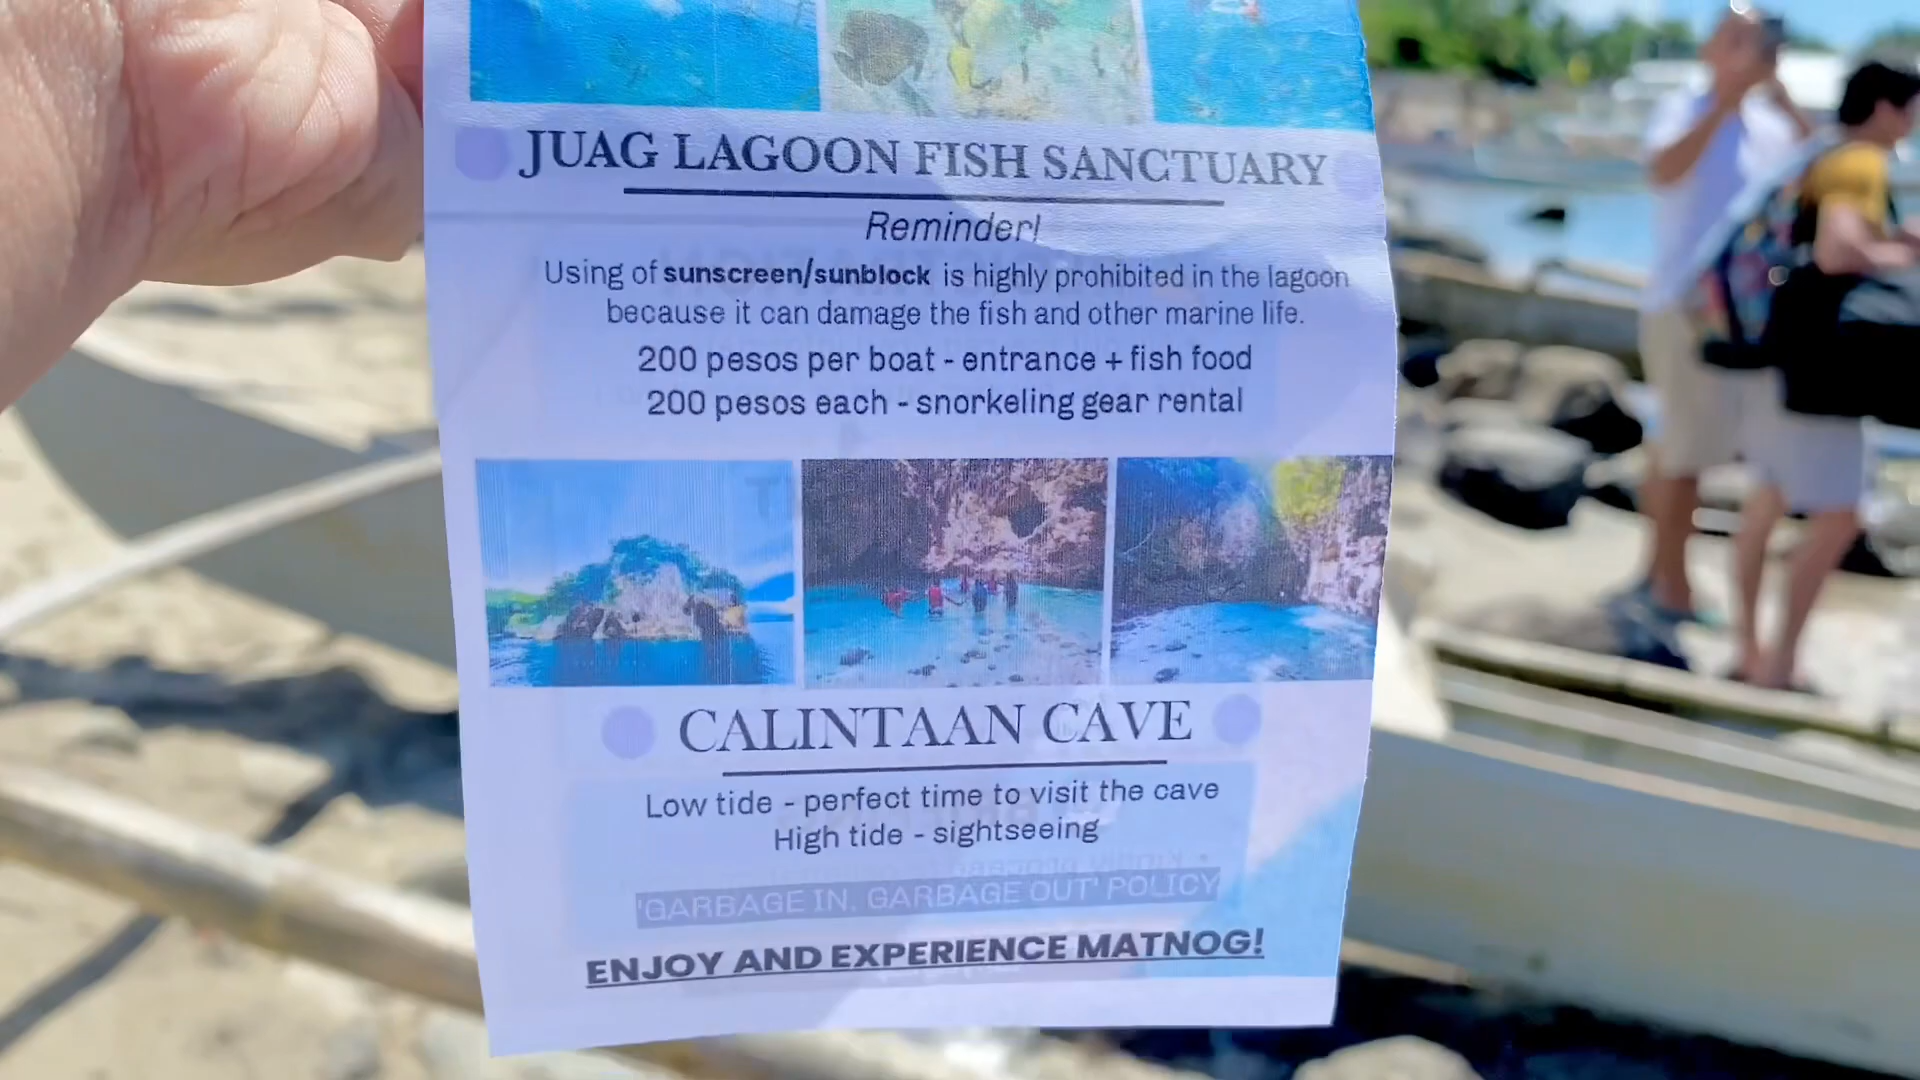 JUAG LAGOON FISH SANCTUARY
Reminder!
Using of sunscreen/sunblock is highly prohibited in the lagoon
because it can damage the fish and other marine life.
200 pesos per boat - entrance + fish food
200 pesos each - snorkeling gear rental
CALINTAAN CAVE
Low tide - perfect time to visit the cave
High tide - sightseeing
'GARBAGE IN, GARBAGE OUT' POLICY
ENJOY AND EXPERIENCE MATNOG!